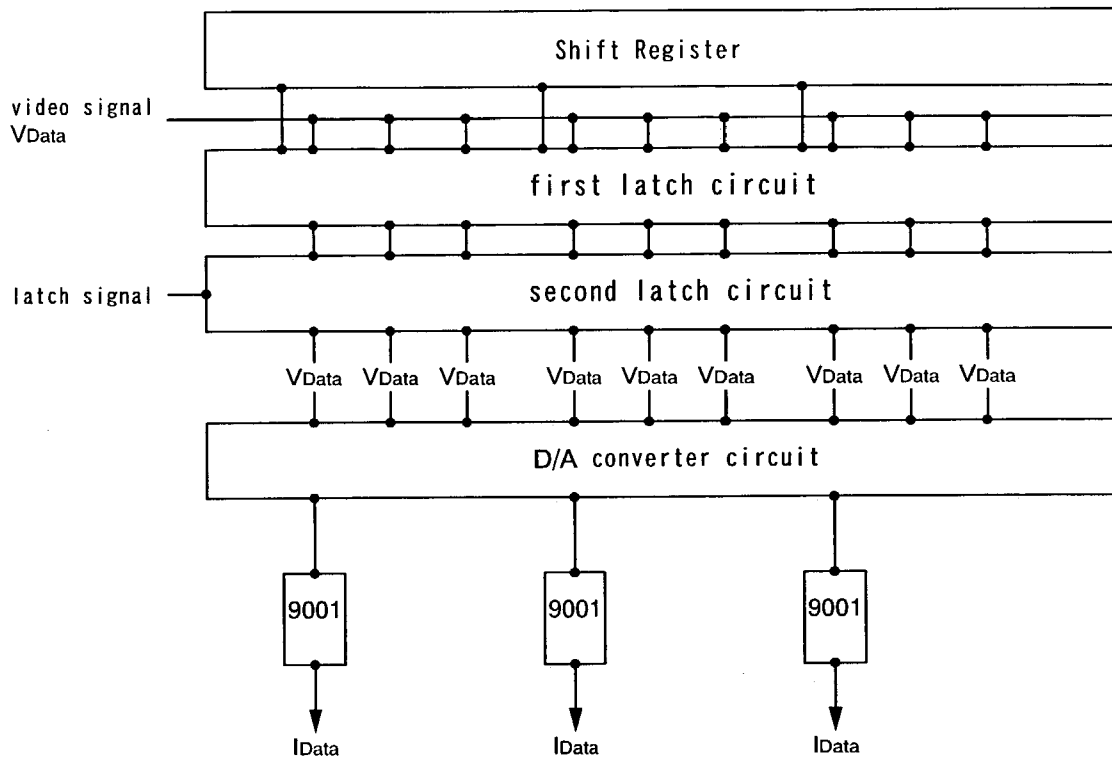 Shift Register
video signal
VData
first latch circuit
latch signal
second latch circuit
VData VData VData VData VData VData VData VData VData
D/A converter circuit
9001 9001 9001
IData IData IData